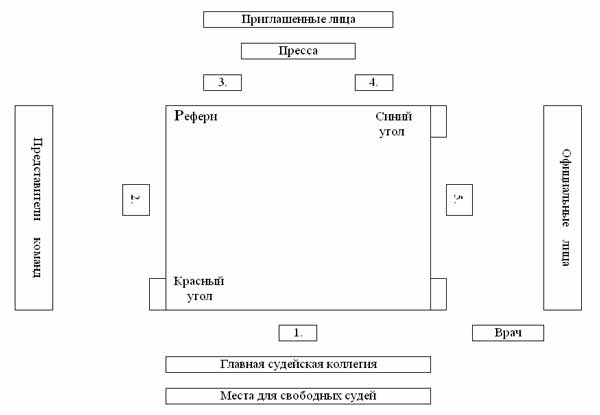 Приглашенные лица
Пресса
3.
4.
Рефери
Синий
угол
Представители команд
2.
5.
Официальные лица
Красный
угол
1.
Врач
Главная судейская коллегия
Места для свободных судей